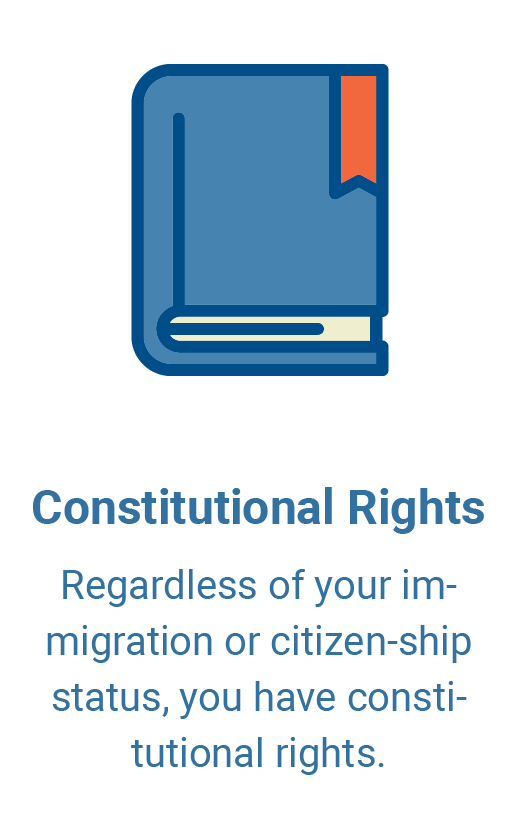 Constitutional Rights
Regardless of your im-
migration or citizen-ship
status, you have consti-
tutional rights.